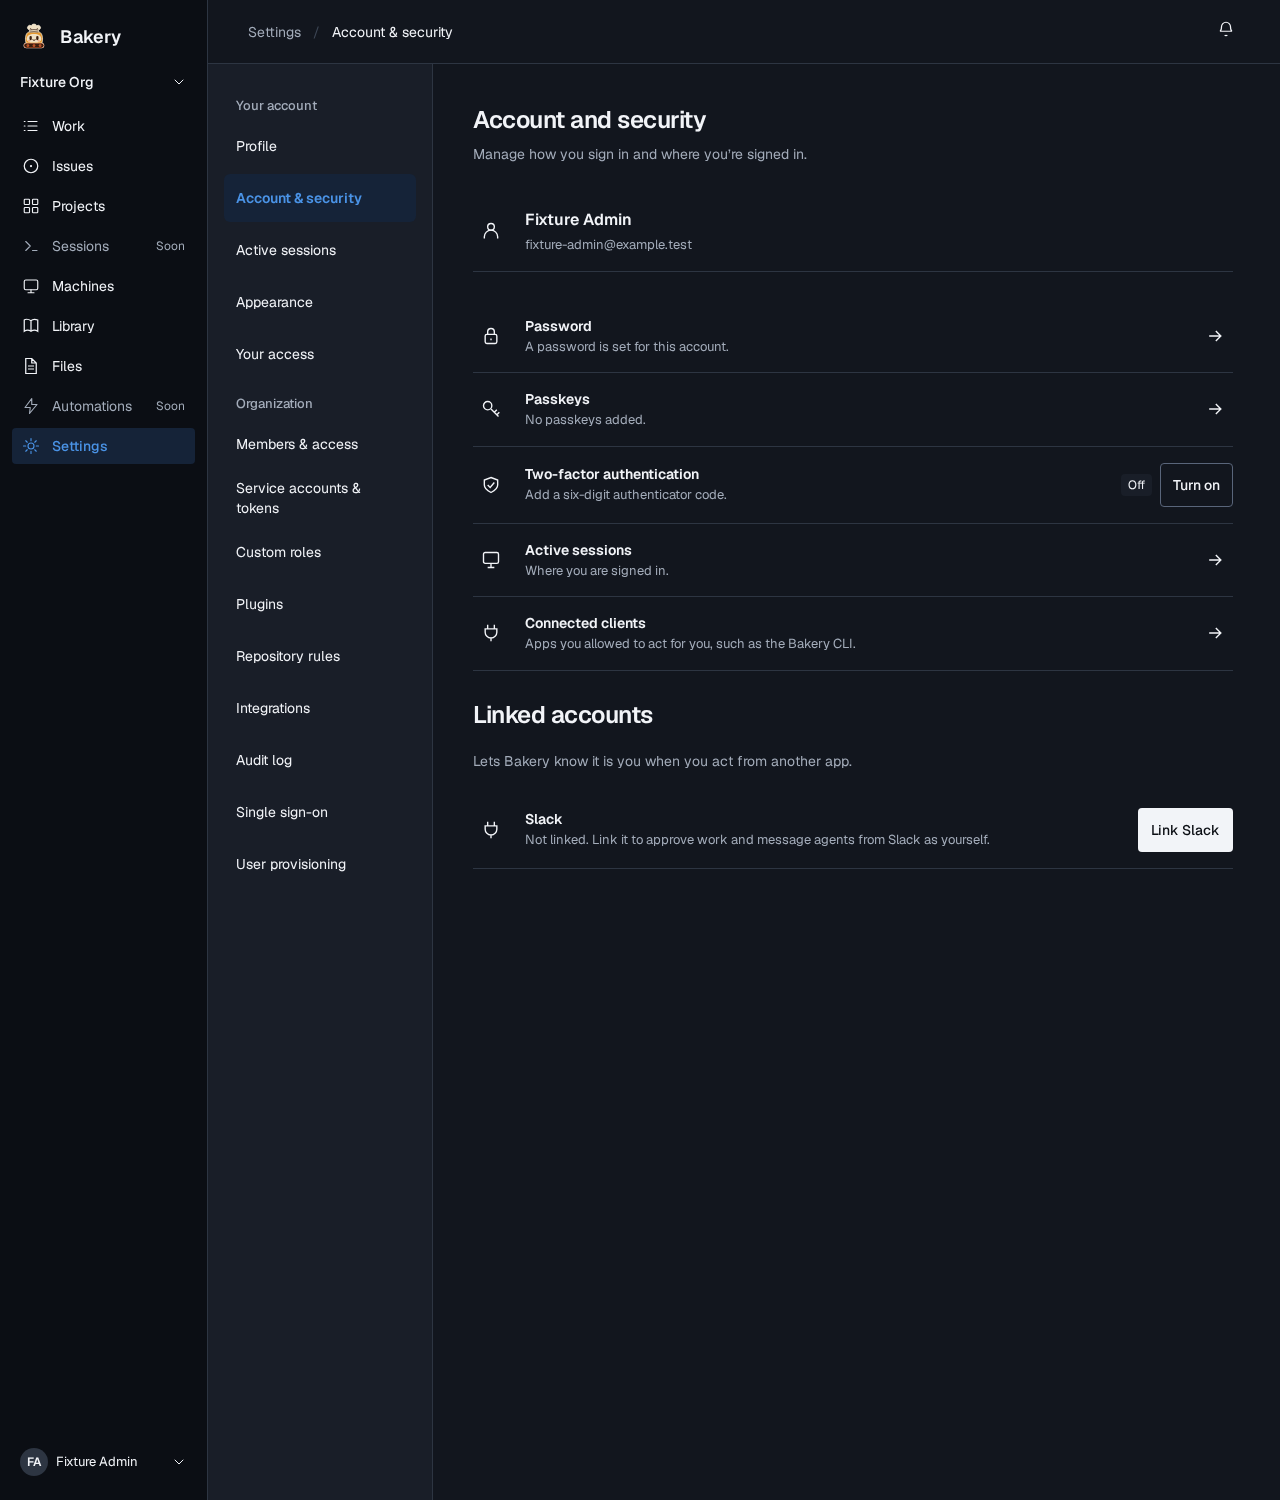 Bakery
Fixture Org
Work
Issues
Projects
Sessions Soon
Machines
Library
Files
Automations Soon
Settings
FA Fixture Admin
Settings / Account & security
Your account
Profile
Account & security
Active sessions
Appearance
Your access
Organization
Members & access
Service accounts &
tokens
Custom roles
Plugins
Repository rules
Integrations
Audit log
Single sign-on
User provisioning
Account and security
Manage how you sign in and where you're signed in.
Fixture Admin
fixture-admin@example.test
Password
A password is set for this account.
Passkeys
No passkeys added.
Two-factor authentication
Add a six-digit authenticator code.
Off Turn on
Active sessions
Where you are signed in.
Connected clients
Apps you allowed to act for you, such as the Bakery CLI.
Linked accounts
Lets Bakery know it is you when you act from another app.
Slack
Not linked. Link it to approve work and message agents from Slack as yourself.
Link Slack